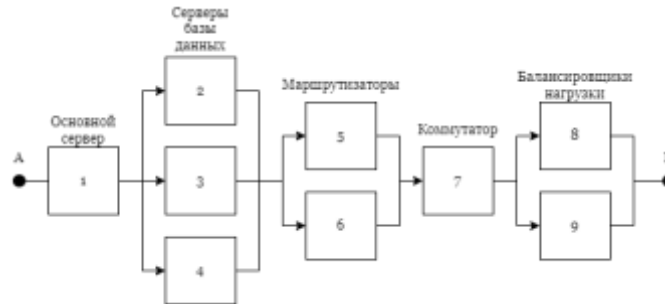 Серверы
базы
данных
2
Маршрутизаторы
Балансировщики
нагрузки
Основной
сервер
5
Коммутатор
8
A
1
3
7
6
9
4